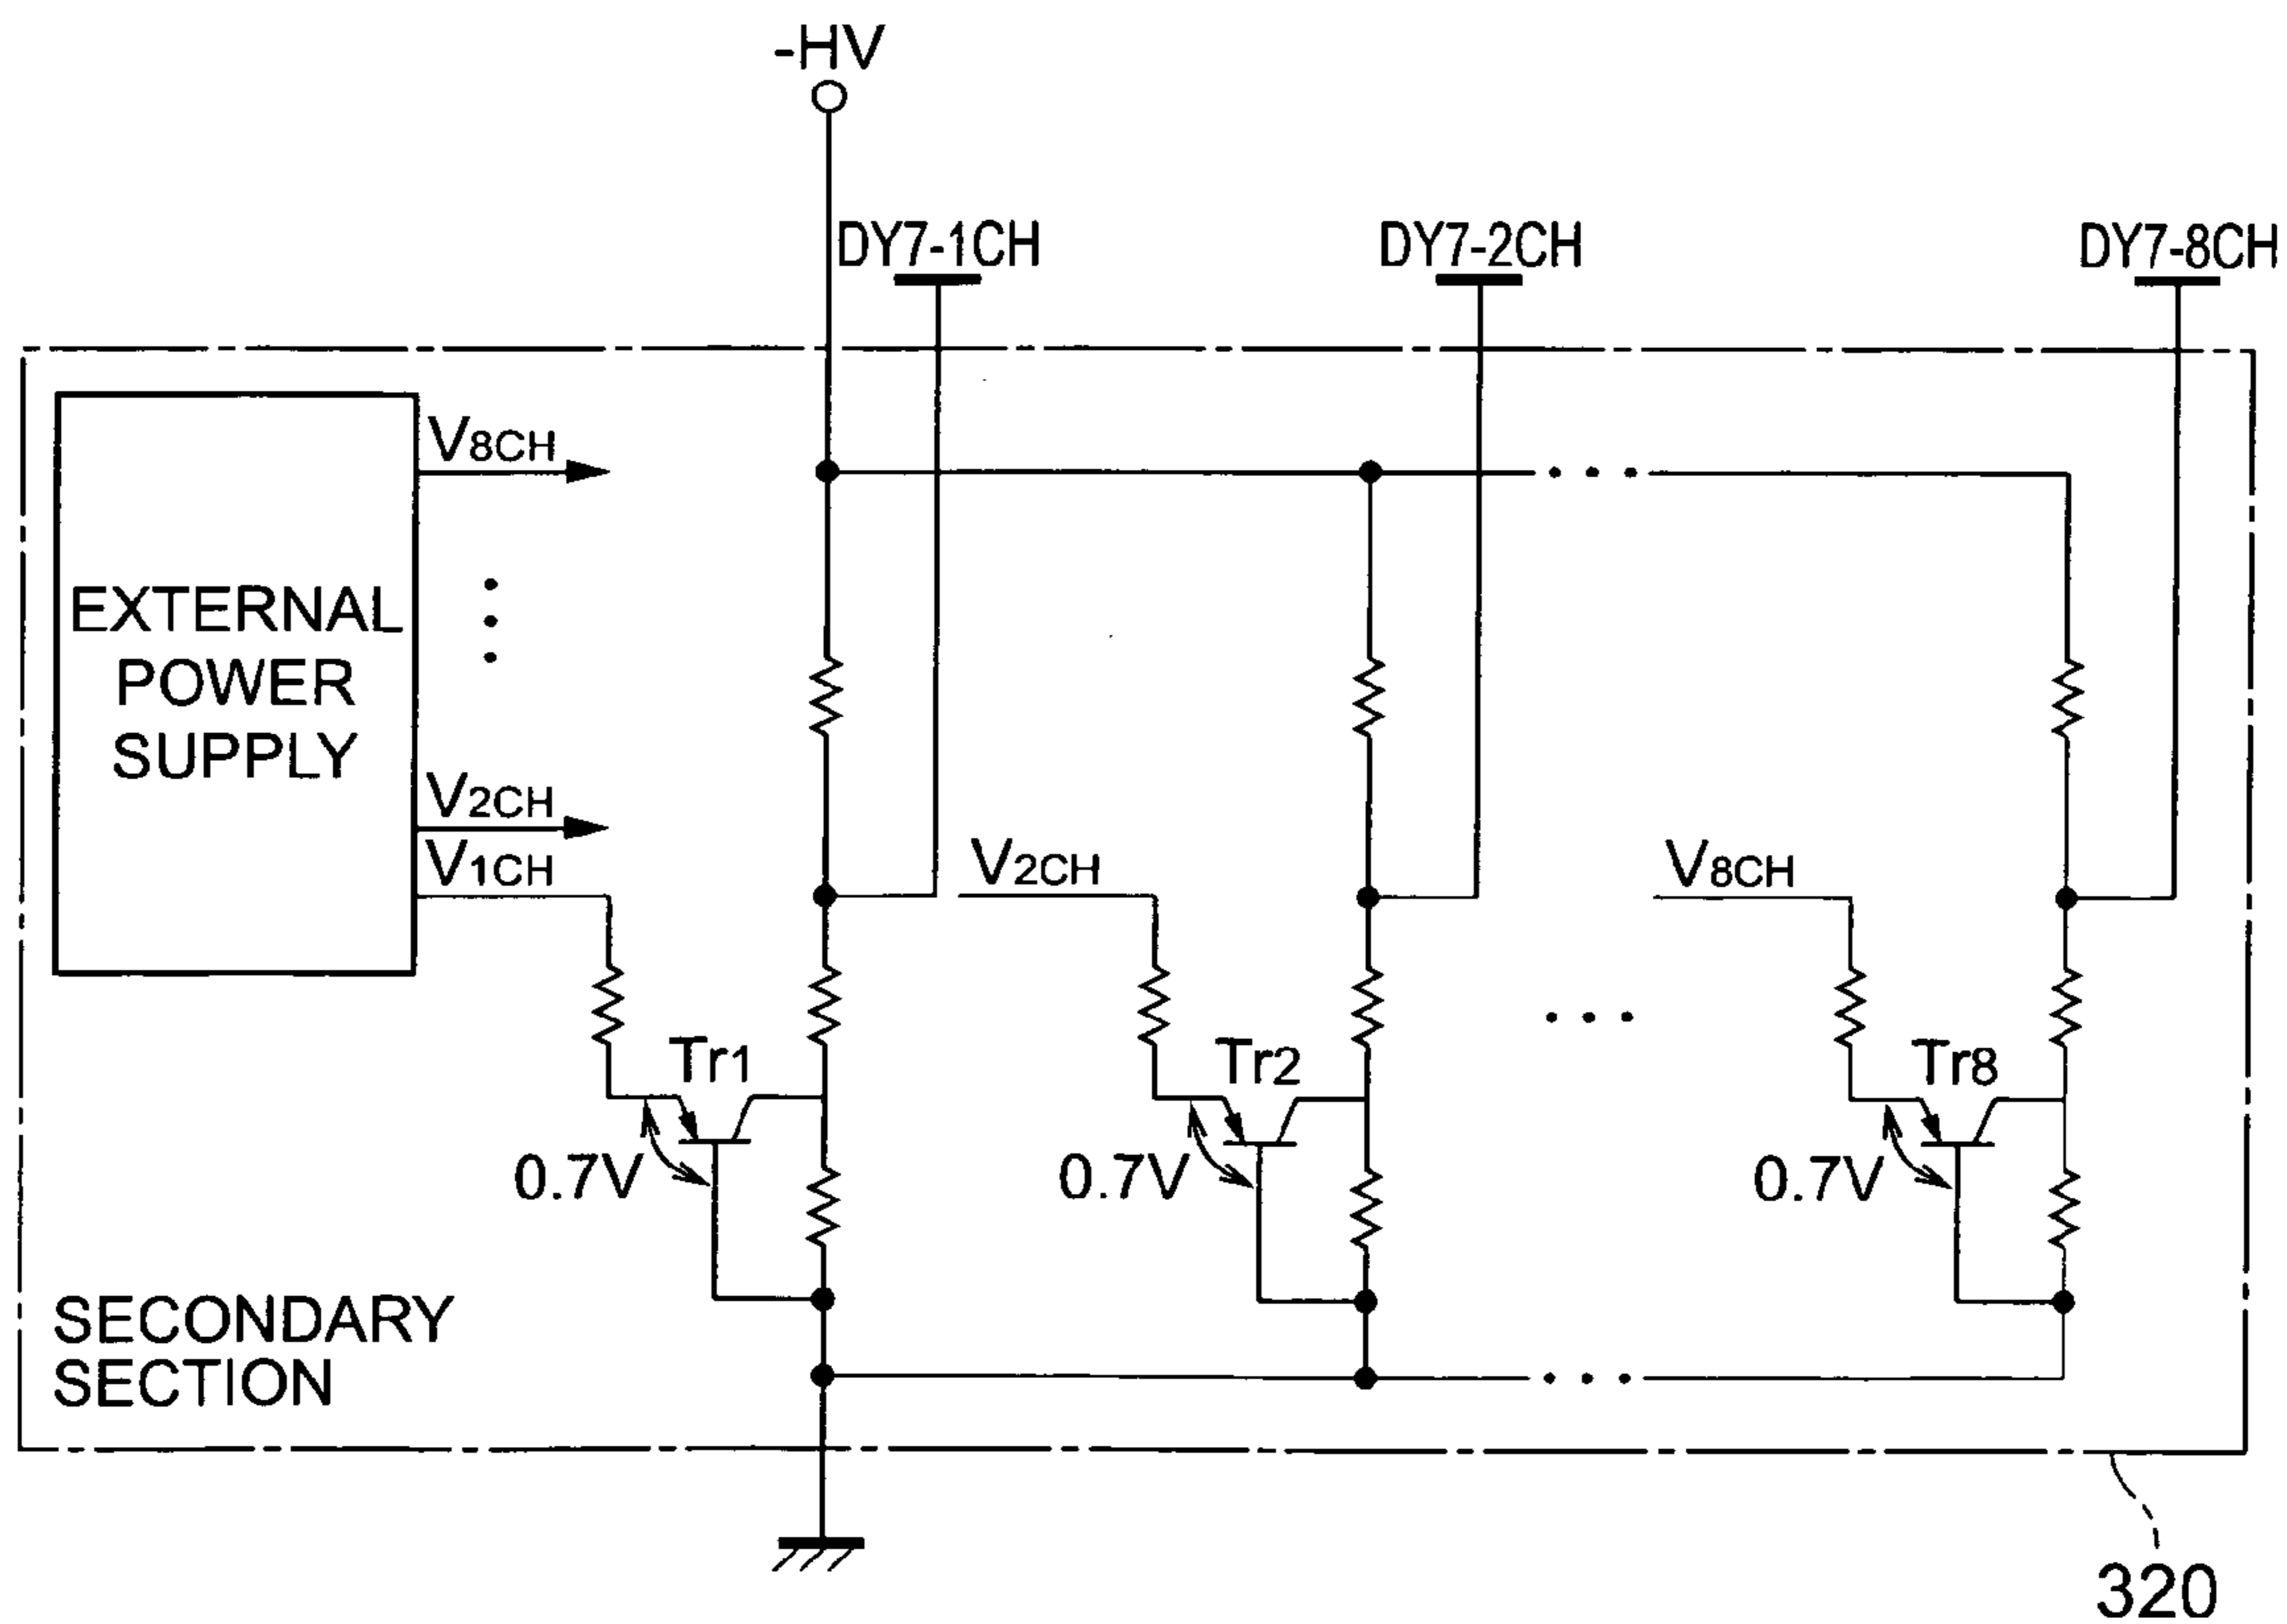 -HV
DY7-1CH
DY7-2CH
DY7-8CH
V8CH
EXTERNAL
POWER
SUPPLY
V2CH
V1CH
V2CH
V8CH
Tr1
Tr2
Tr8
0.7V
0.7V
0.7V
SECONDARY
SECTION
320